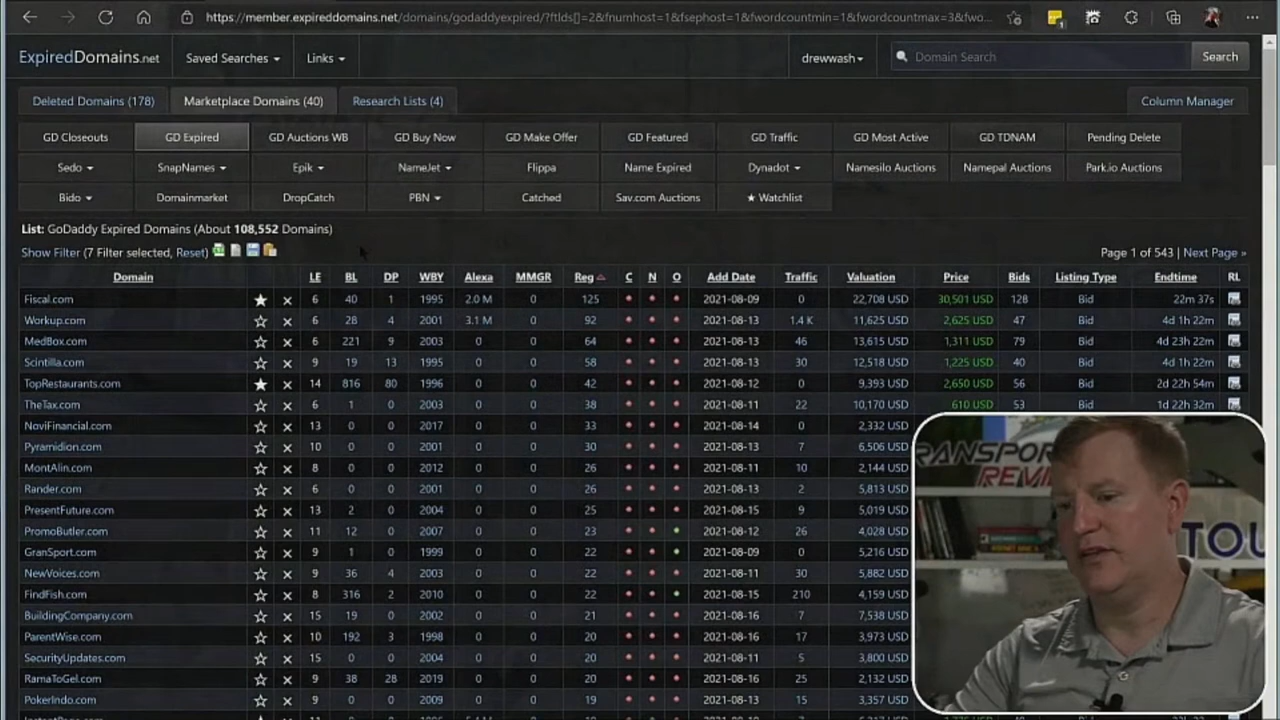 https://member.expireddomains.net/domains/godaddyexpired/?ftlds[]=2&fnumhost=1&fsephost=1&fwordcountmin=1&fwordcountmax=3&fwo...
ExpiredDomains.net Saved Searches Links drewwash Domain Search Search
Deleted Domains (178) Marketplace Domains (40) Research Lists (4) Column Manager
GD Closeouts GD Expired GD Auctions WB GD Buy Now GD Make Offer GD Featured GD Traffic GD Most Active GD TDNAM Pending Delete
Sedo SnapNames Epik NameJet Flippa Name Expired Dynadot Namesilo Auctions Namepal Auctions Park.io Auctions
Bido Domainmarket DropCatch PBN Catched Sav.com Auctions ★ Watchlist
List: GoDaddy Expired Domains (About 108,552 Domains)
Show Filter (7 Filter selected, Reset) Page 1 of 543 | Next Page »
Domain LE BL DP WBY Alexa MMGR Reg C N O Add Date Traffic Valuation Price Bids Listing Type Endtime RL
Fiscal.com 6 40 1 1995 2.0 M 0 125 2021-08-09 0 22,708 USD 30,501 USD 128 Bid 22m 37s
Workup.com 6 28 4 2001 3.1 M 0 92 2021-08-13 1.4 K 11,625 USD 2,625 USD 47 Bid 4d 1h 22m
MedBox.com 6 221 9 2003 0 0 64 2021-08-13 46 13,615 USD 1,311 USD 79 Bid 4d 23h 22m
Scintilla.com 9 19 13 1995 0 0 58 2021-08-13 30 12,518 USD 1,225 USD 40 Bid 4d 1h 22m
TopRestaurants.com 14 816 80 1996 0 0 42 2021-08-12 0 9,393 USD 2,650 USD 56 Bid 2d 22h 54m
TheTax.com 6 1 0 2003 0 0 38 2021-08-11 22 10,170 USD 610 USD 53 Bid 1d 22h 32m
NoviFinancial.com 13 0 0 2017 0 0 33 2021-08-14 0 2,332 USD
Pyramidion.com 10 0 0 2001 0 0 30 2021-08-13 7 6,506 USD
MontAlin.com 8 0 0 2012 0 0 26 2021-08-11 10 2,144 USD
Rander.com 6 0 0 2001 0 0 26 2021-08-13 2 5,813 USD
PresentFuture.com 13 2 0 2004 0 0 25 2021-08-15 9 5,019 USD
PromoButler.com 11 12 0 2007 0 0 23 2021-08-12 26 4,028 USD
GranSport.com 9 1 0 1999 0 0 22 2021-08-09 0 5,216 USD
NewVoices.com 9 36 4 2003 0 0 22 2021-08-11 30 5,882 USD
FindFish.com 8 316 2 2010 0 0 22 2021-08-15 210 4,159 USD
BuildingCompany.com 15 19 0 2002 0 0 21 2021-08-16 7 7,538 USD
ParentWise.com 10 192 3 1998 0 0 20 2021-08-16 17 3,973 USD
SecurityUpdates.com 15 0 0 2004 0 0 20 2021-08-11 5 3,800 USD
RamaToGel.com 9 38 28 2019 0 0 20 2021-08-16 25 2,132 USD
PokerIndo.com 9 0 0 2009 0 0 19 2021-08-13 15 3,357 USD
RANSPOR
REVI
TOU